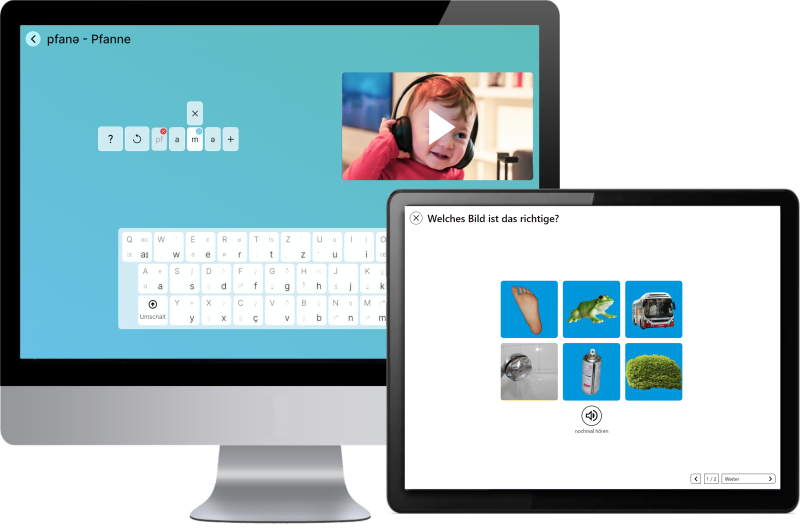 pfanə - Pfanne
×
? pf a m ə +
Q aɪ W w E e R r T t Z z U u I i
A a S s D d F f G g H h J j K k
Umschalt Y y X x C ç V v B b N n M m
Welches Bild ist das richtige?
nochmal hören
1 / 2 Weiter